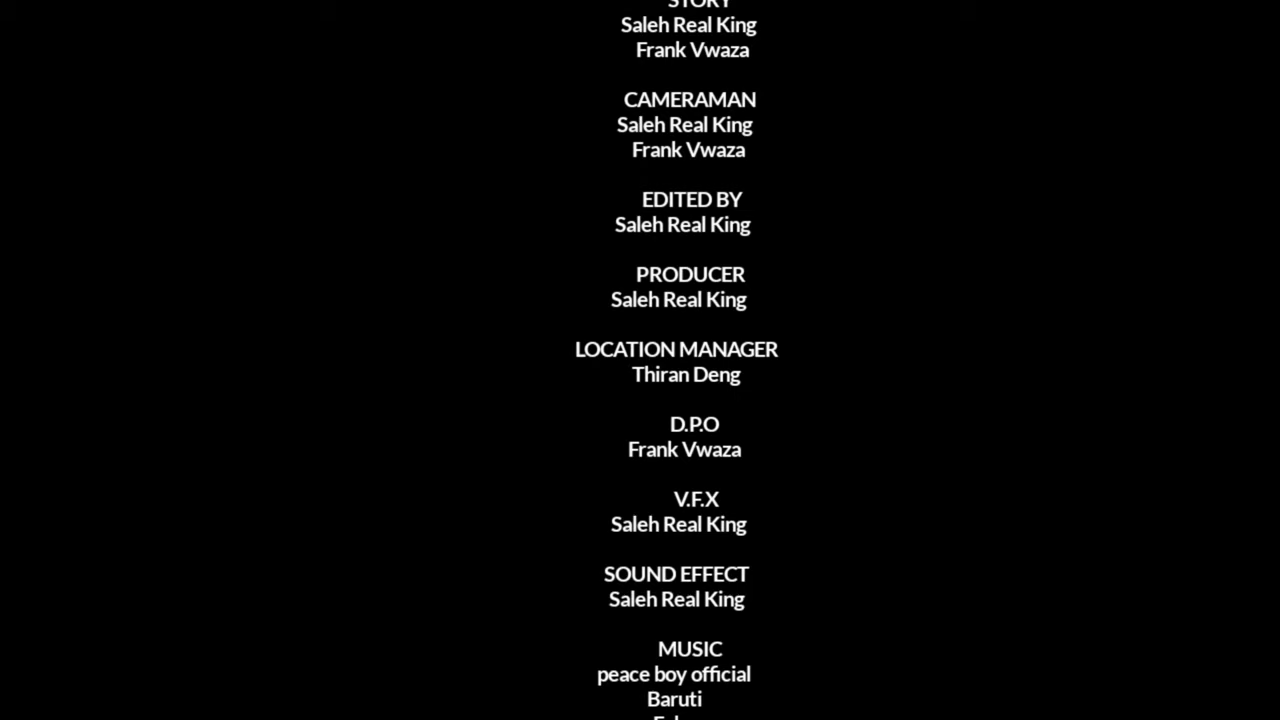 STORY
Saleh Real King
Frank Vwaza
CAMERAMAN
Saleh Real King
Frank Vwaza
EDITED BY
Saleh Real King
PRODUCER
Saleh Real King
LOCATION MANAGER
Thiran Deng
D.P.O
Frank Vwaza
V.F.X
Saleh Real King
SOUND EFFECT
Saleh Real King
MUSIC
peace boy official
Baruti